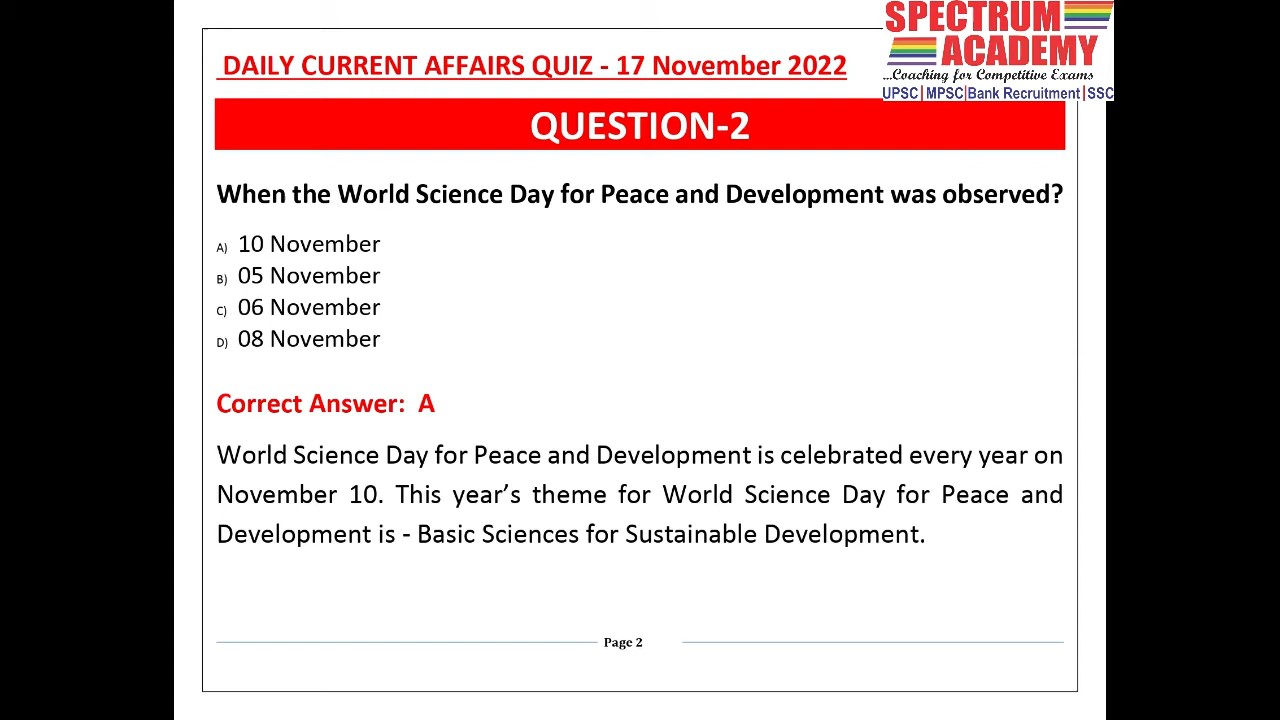 SPECTRUM
ACADEMY
...Coaching for Competitive Exams
UPSC|MPSC|Bank Recruitment|SSC
DAILY CURRENT AFFAIRS QUIZ - 17 November 2022
QUESTION-2
When the World Science Day for Peace and Development was observed?
A) 10 November
B) 05 November
C) 06 November
D) 08 November
Correct Answer: A
World Science Day for Peace and Development is celebrated every year on
November 10. This year’s theme for World Science Day for Peace and
Development is - Basic Sciences for Sustainable Development.
Page 2